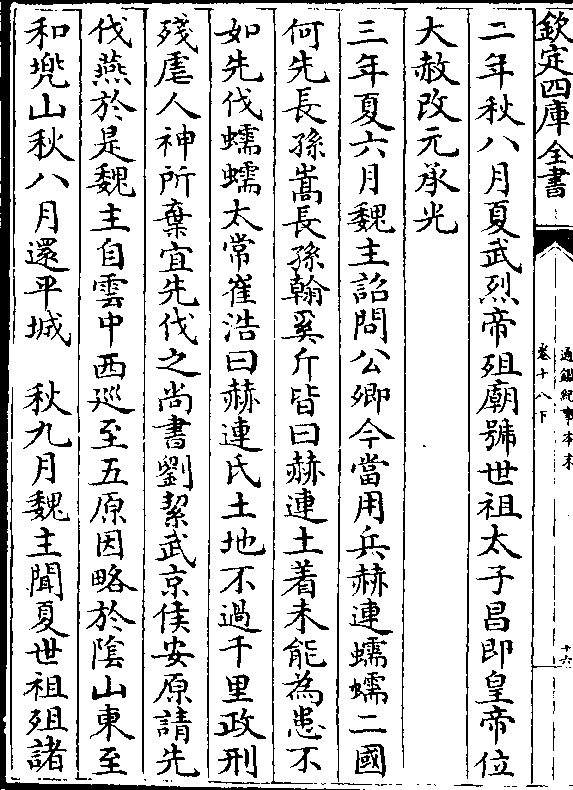 欽定四庫全書
通鑑紀事本末
卷十八下
十六
二年秋八月夏武烈帝殂廟號世祖太子昌即皇帝位
大赦改元承光
三年夏六月魏主詔問公卿今當用兵赫連蠕蠕二國
何先長孫嵩長孫翰奚斤皆曰赫連土着未能為患不
如先伐蠕蠕太常崔浩曰赫連氏土地不過千里政刑
殘虐人神所棄宜先伐之尚書劉絜武京侯安原請先
伐燕於是魏主自雲中西巡至五原因畋於陰山東至
和兜山秋八月還平城　秋九月魏主聞夏世祖殂諸